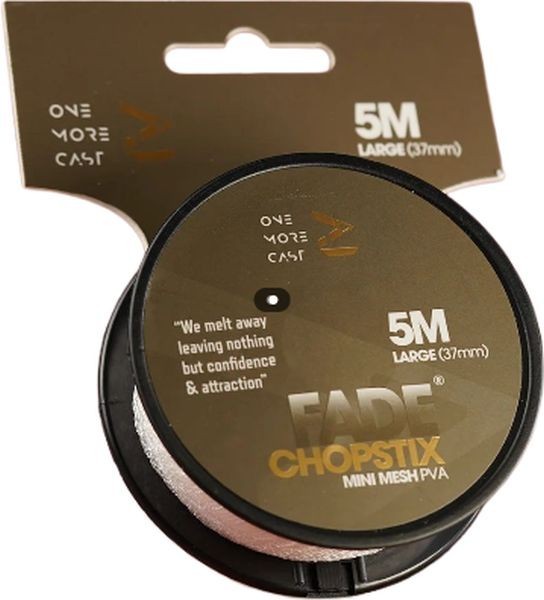 ONE
MORE
CAST
5M
LARGE (37mm)
ONE
MORE
CAST
5M
LARGE (37mm)
"We melt away
leaving nothing
but confidence
& attraction"
FADE®
CHOPSTIX
MINI MESH PVA